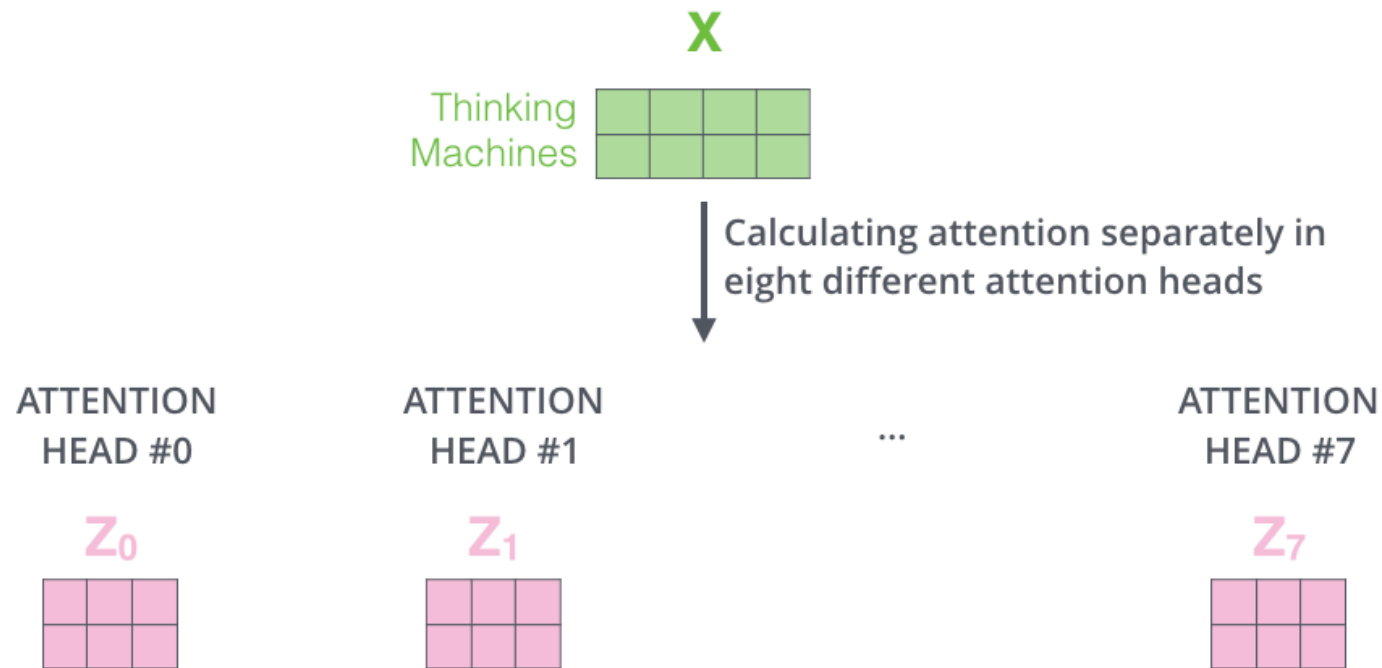 X
Thinking
Machines
Calculating attention separately in
eight different attention heads
ATTENTION
HEAD #0
ATTENTION
HEAD #1
...
ATTENTION
HEAD #7
Z0
Z1
Z7